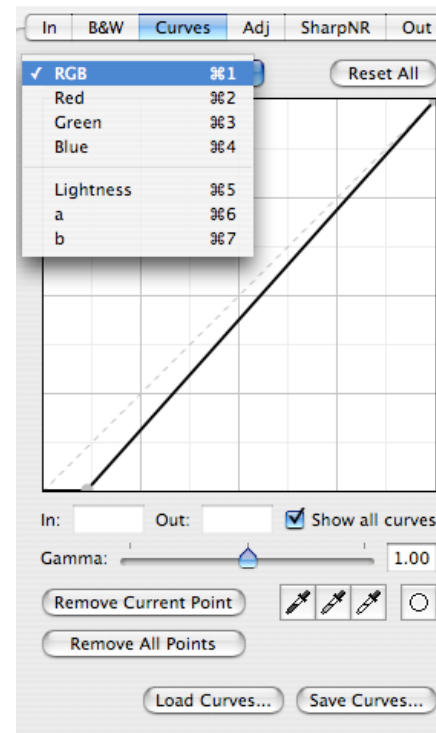 In B&W Curves Adj SharpNR Out
✓ RGB ⌘1 Reset All
Red ⌘2
Green ⌘3
Blue ⌘4
Lightness ⌘5
a ⌘6
b ⌘7
In: Out: Show all curves
Gamma: 1.00
Remove Current Point
Remove All Points
Load Curves... Save Curves...